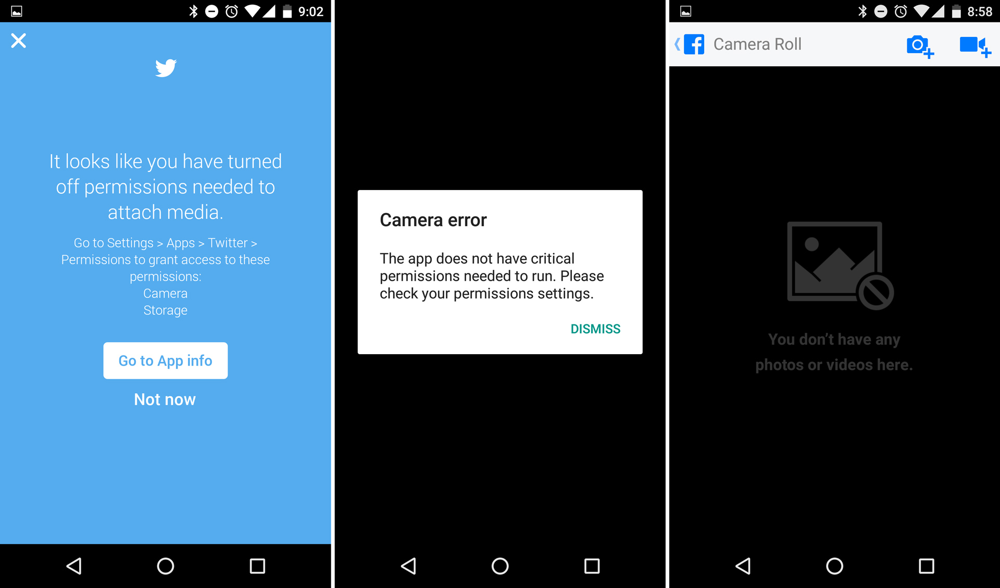 9:02
It looks like you have turned
off permissions needed to
attach media.
Go to Settings > Apps > Twitter >
Permissions to grant access to these
permissions:
Camera
Storage
Go to App info
Not now
Camera error
The app does not have critical
permissions needed to run. Please
check your permissions settings.
DISMISS
8:58
Camera Roll
You don’t have any
photos or videos here.